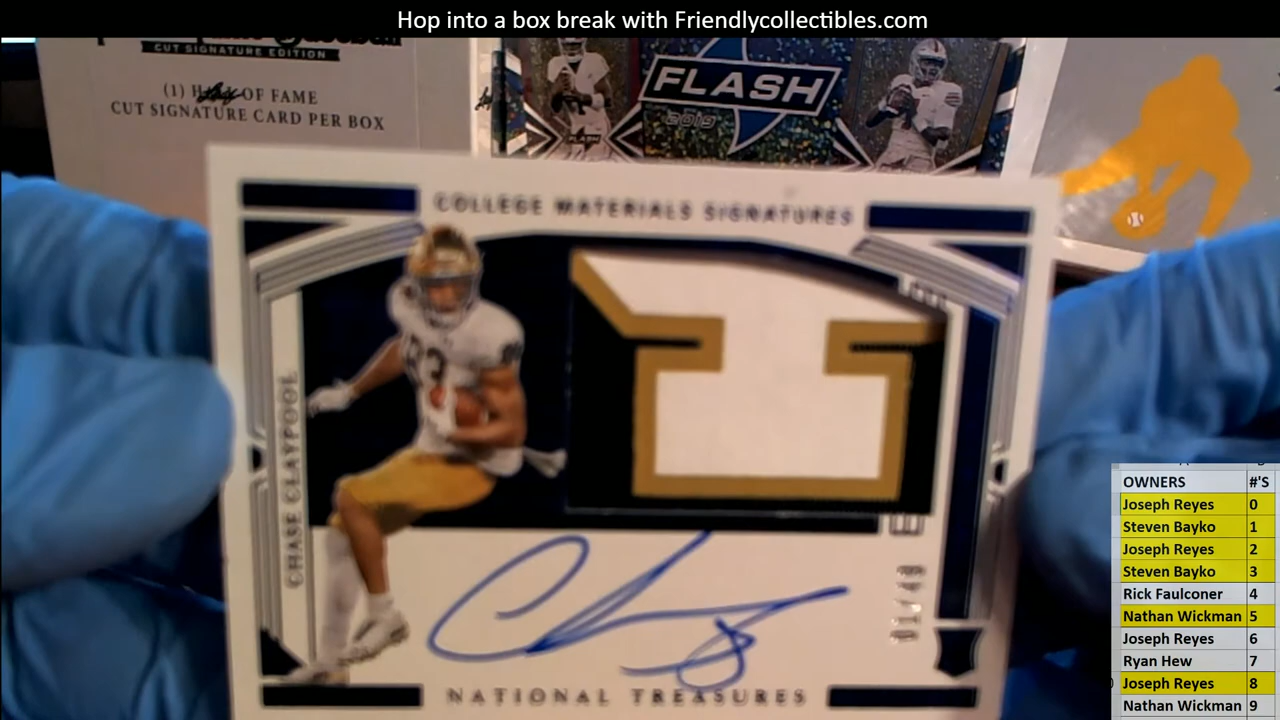 Hop into a box break with Friendlycollectibles.com
CUT SIGNATURE EDITION
(1) HALL OF FAME
CUT SIGNATURE CARD PER BOX
FLASH
2019
FLASH
COLLEGE MATERIALS SIGNATURES
CHASE CLAYPOOL
83
NATIONAL TREASURES
OWNERS #'S
Joseph Reyes 0
Steven Bayko 1
Joseph Reyes 2
Steven Bayko 3
Rick Faulconer 4
Nathan Wickman 5
Joseph Reyes 6
Ryan Hew 7
Joseph Reyes 8
Nathan Wickman 9